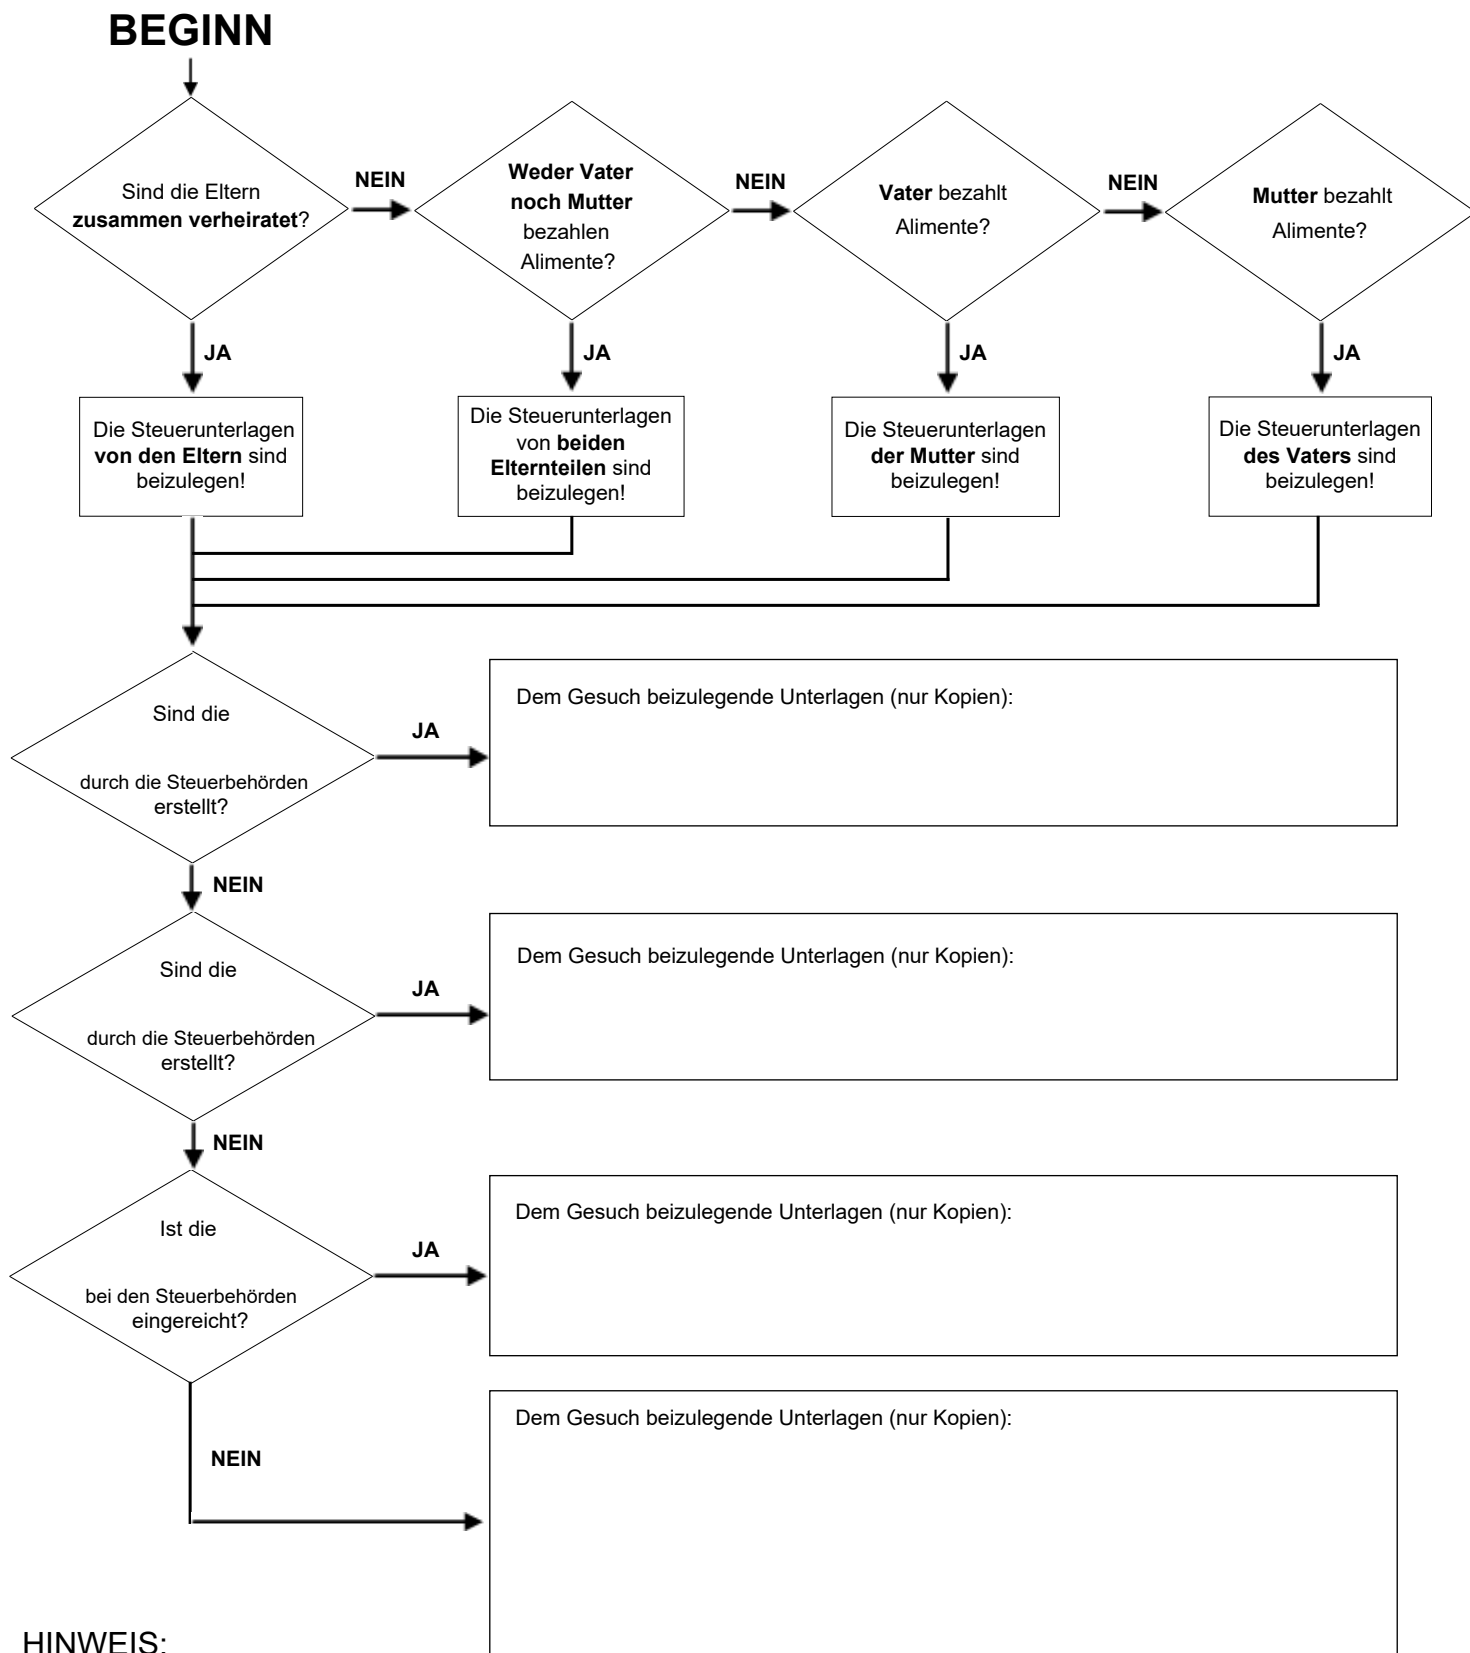 BEGINN
Sind die Eltern
zusammen verheiratet?
NEIN
Weder Vater
noch Mutter
bezahlen
Alimente?
NEIN
Vater bezahlt
Alimente?
NEIN
Mutter bezahlt
Alimente?
JA
JA
JA
JA
Die Steuerunterlagen
von den Eltern sind
beizulegen!
Die Steuerunterlagen
von beiden
Elternteilen sind
beizulegen!
Die Steuerunterlagen
der Mutter sind
beizulegen!
Die Steuerunterlagen
des Vaters sind
beizulegen!
Sind die
durch die Steuerbehörden
erstellt?
JA
Dem Gesuch beizulegende Unterlagen (nur Kopien):
NEIN
Sind die
durch die Steuerbehörden
erstellt?
JA
Dem Gesuch beizulegende Unterlagen (nur Kopien):
NEIN
Ist die
bei den Steuerbehörden
eingereicht?
JA
Dem Gesuch beizulegende Unterlagen (nur Kopien):
NEIN
Dem Gesuch beizulegende Unterlagen (nur Kopien):
HINWEIS: